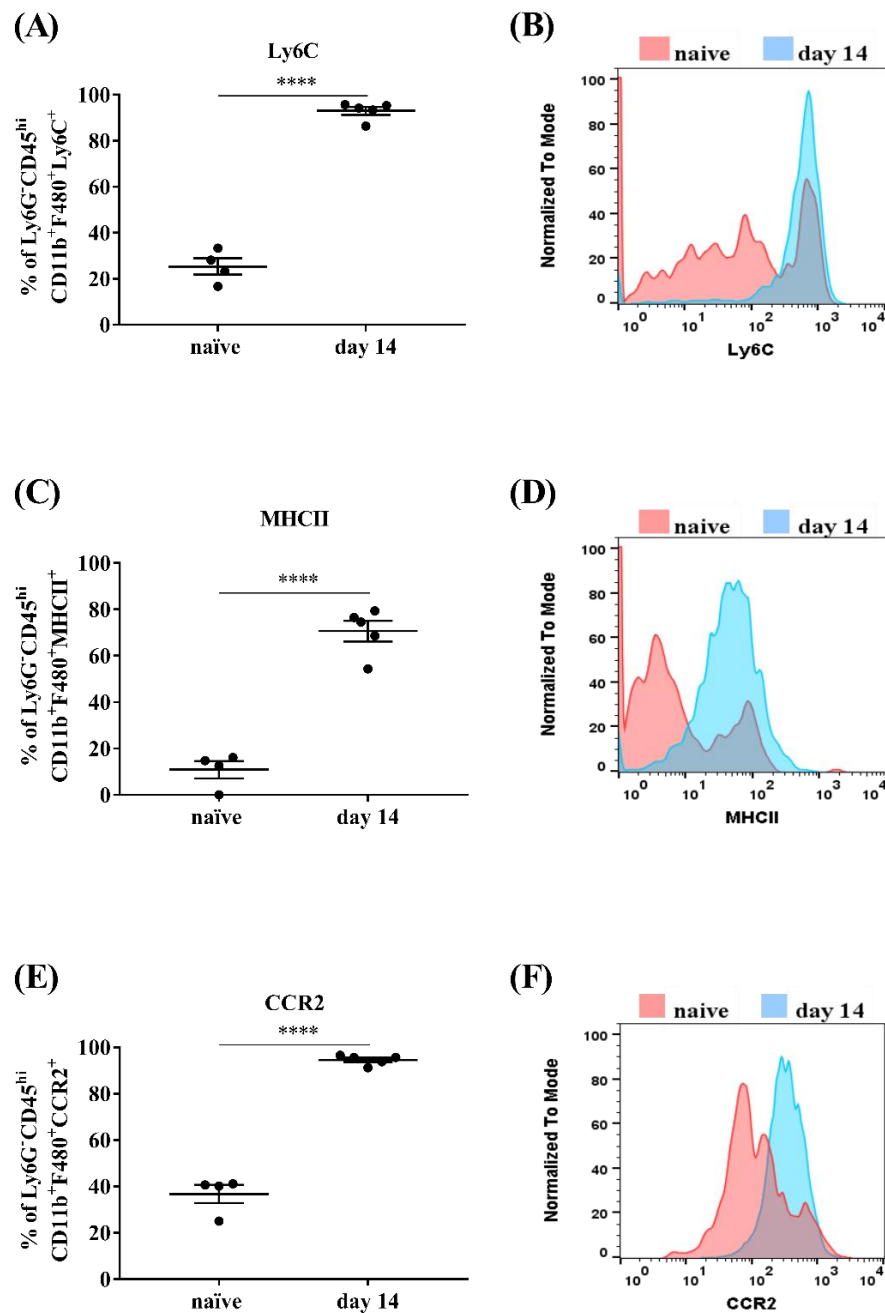 (A)
Ly6C
****
% of Ly6G⁻CD45ʰⁱ
CD11b⁺F480⁺Ly6C⁺
100
80
60
40
20
0
naïve
day 14
(B)
naive
day 14
Normalized To Mode
100
80
60
40
20
0
10⁰
10¹
10²
10³
10⁴
Ly6C
(C)
MHCII
****
% of Ly6G⁻CD45ʰⁱ
CD11b⁺F480⁺MHCII⁺
100
80
60
40
20
0
naïve
day 14
(D)
naive
day 14
Normalized To Mode
100
80
60
40
20
0
10⁰
10¹
10²
10³
10⁴
MHCII
(E)
CCR2
****
% of Ly6G⁻CD45ʰⁱ
CD11b⁺F480⁺CCR2⁺
100
80
60
40
20
0
naïve
day 14
(F)
naive
day 14
Normalized To Mode
100
80
60
40
20
0
10⁰
10¹
10²
10³
10⁴
CCR2